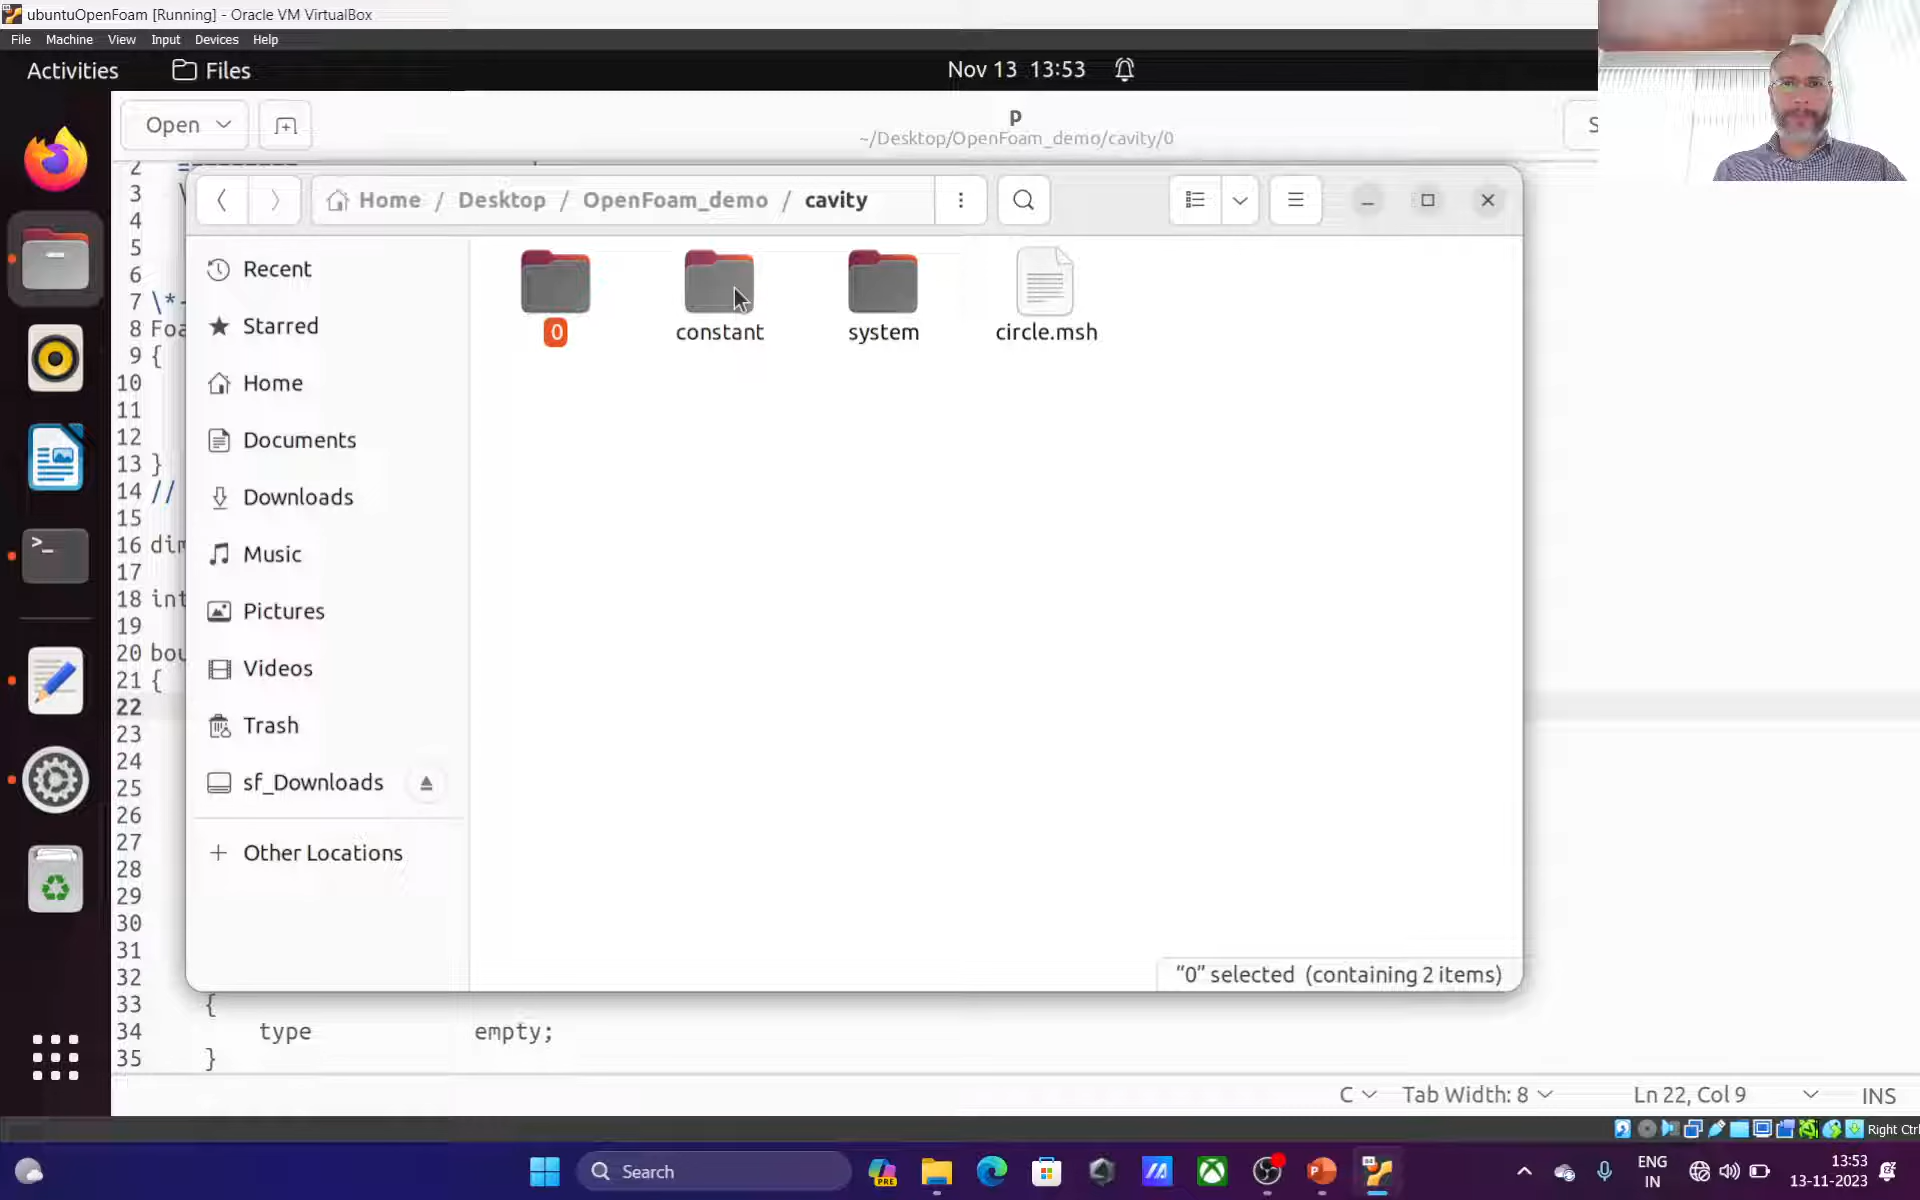 ubuntuOpenFoam [Running] - Oracle VM VirtualBox
File Machine View Input Devices Help
Activities Files Nov 13 13:53
Open p
~/Desktop/OpenFoam_demo/cavity/0
Home / Desktop / OpenFoam_demo / cavity
Recent
Starred
Home
Documents
Downloads
Music
Pictures
Videos
Trash
sf_Downloads
+ Other Locations
0 constant system circle.msh
"0" selected (containing 2 items)
2
3
4
5
6
7 \*-
8 Foa
9 {
10
11
12
13 }
14 //
15
16 dim
17
18 int
19
20 bou
21 {
22
23
24
25
26
27
28
29
30
31
32
33 {
34 type empty;
35 }
C Tab Width: 8 Ln 22, Col 9 INS
Right Ctrl
Search
PRE
ENG
IN
13:53
13-11-2023